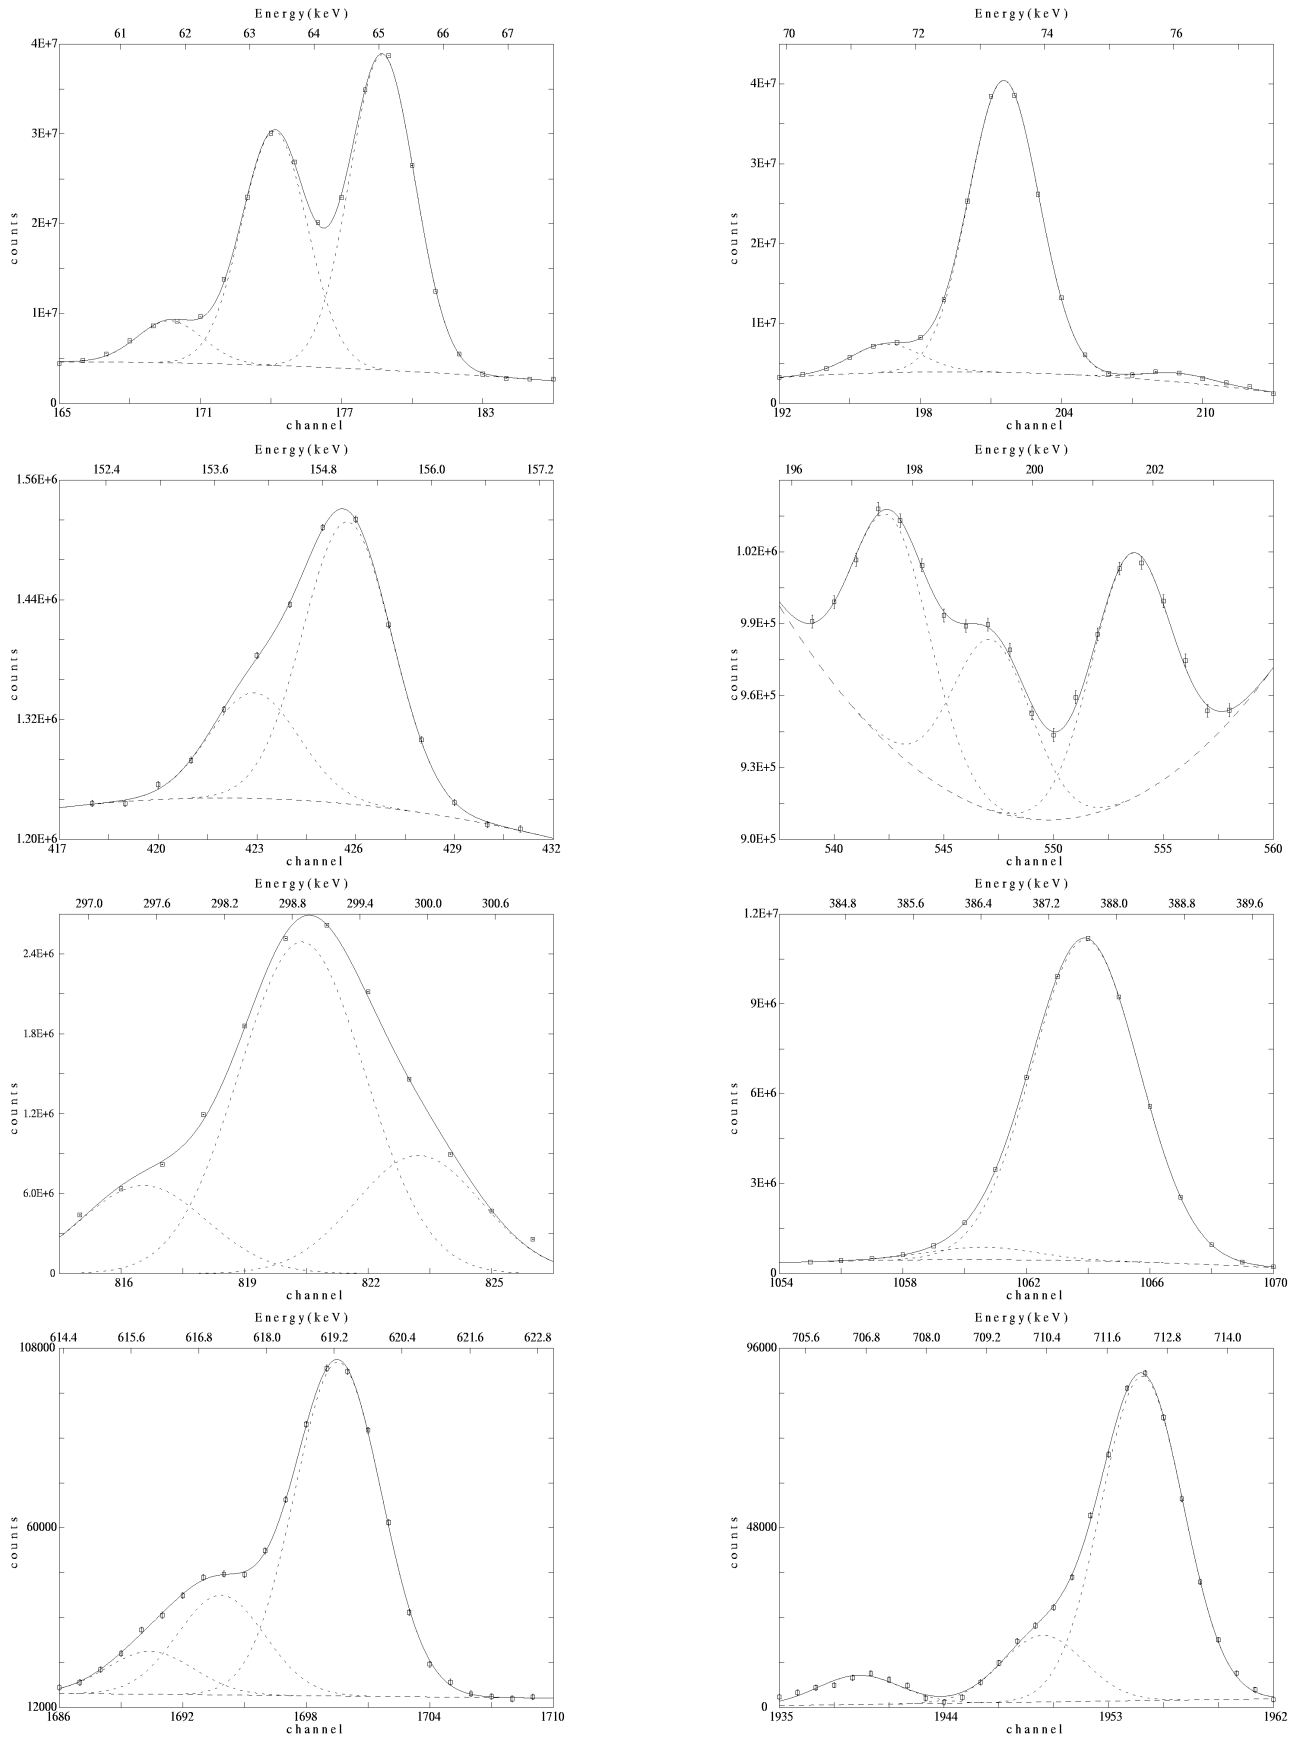 Energy(keV)
61 62 63 64 65 66 67
4E+7
3E+7
2E+7
1E+7
0
counts
165 171 177 183
channel
Energy(keV)
70 72 74 76
4E+7
3E+7
2E+7
1E+7
0
counts
192 198 204 210
channel
Energy(keV)
152.4 153.6 154.8 156.0 157.2
1.56E+6
1.44E+6
1.32E+6
1.20E+6
counts
417 420 423 426 429 432
channel
Energy(keV)
196 198 200 202
1.02E+6
9.9E+5
9.6E+5
9.3E+5
9.0E+5
counts
540 545 550 555 560
channel
Energy(keV)
297.0 297.6 298.2 298.8 299.4 300.0 300.6
2.4E+6
1.8E+6
1.2E+6
6.0E+6
0
counts
816 819 822 825
channel
Energy(keV)
384.8 385.6 386.4 387.2 388.0 388.8 389.6
1.2E+7
9E+6
6E+6
3E+6
0
counts
1054 1058 1062 1066 1070
channel
Energy(keV)
614.4 615.6 616.8 618.0 619.2 620.4 621.6 622.8
108000
60000
12000
counts
1686 1692 1698 1704 1710
channel
Energy(keV)
705.6 706.8 708.0 709.2 710.4 711.6 712.8 714.0
96000
48000
0
counts
1935 1944 1953 1962
channel